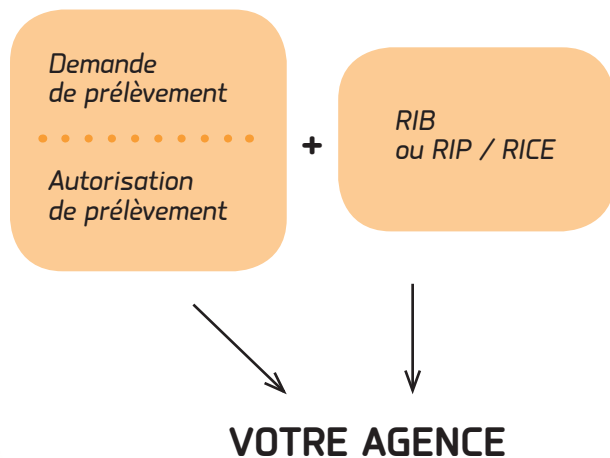 Demande
de prélèvement
Autorisation
de prélèvement
+
RIB
ou RIP / RICE
VOTRE AGENCE